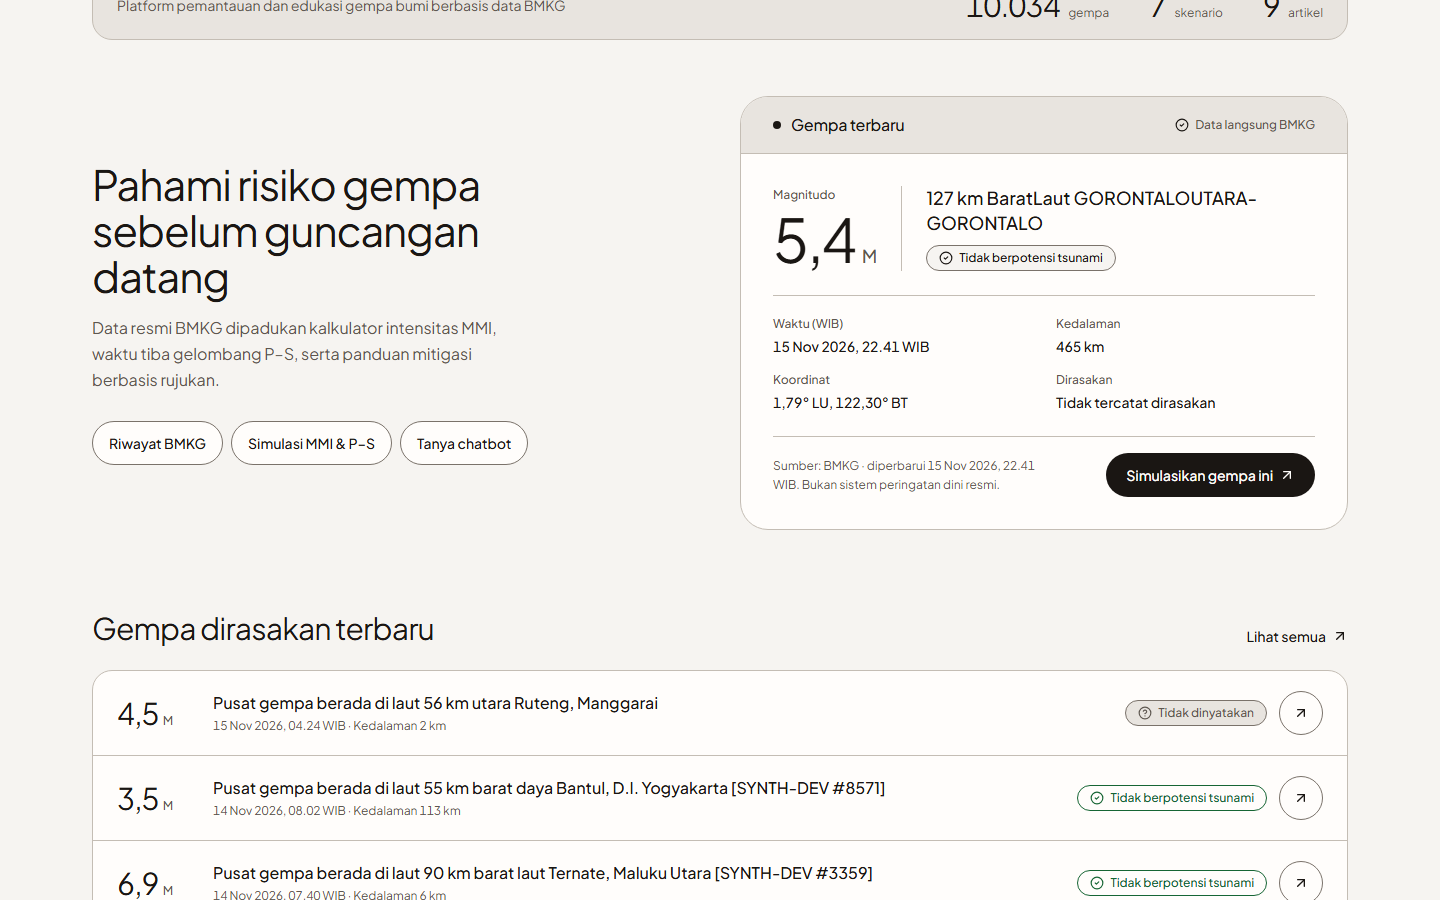 Platform pemantauan dan edukasi gempa bumi berbasis data BMKG
10.034 gempa 7 skenario 9 artikel
Pahami risiko gempa
sebelum guncangan
datang
Data resmi BMKG dipadukan kalkulator intensitas MMI,
waktu tiba gelombang P–S, serta panduan mitigasi
berbasis rujukan.
Riwayat BMKG
Simulasi MMI & P–S
Tanya chatbot
Gempa terbaru
Data langsung BMKG
Magnitudo
5,4 M
127 km BaratLaut GORONTALOUTARA-
GORONTALO
Tidak berpotensi tsunami
Waktu (WIB)
15 Nov 2026, 22.41 WIB
Kedalaman
465 km
Koordinat
1,79° LU, 122,30° BT
Dirasakan
Tidak tercatat dirasakan
Sumber: BMKG · diperbarui 15 Nov 2026, 22.41
WIB. Bukan sistem peringatan dini resmi.
Simulasikan gempa ini
Gempa dirasakan terbaru
Lihat semua
4,5 M
Pusat gempa berada di laut 56 km utara Ruteng, Manggarai
15 Nov 2026, 04.24 WIB · Kedalaman 2 km
Tidak dinyatakan
3,5 M
Pusat gempa berada di laut 55 km barat daya Bantul, D.I. Yogyakarta [SYNTH-DEV #8571]
14 Nov 2026, 08.02 WIB · Kedalaman 113 km
Tidak berpotensi tsunami
6,9 M
Pusat gempa berada di laut 90 km barat laut Ternate, Maluku Utara [SYNTH-DEV #3359]
14 Nov 2026, 07.40 WIB · Kedalaman 6 km
Tidak berpotensi tsunami